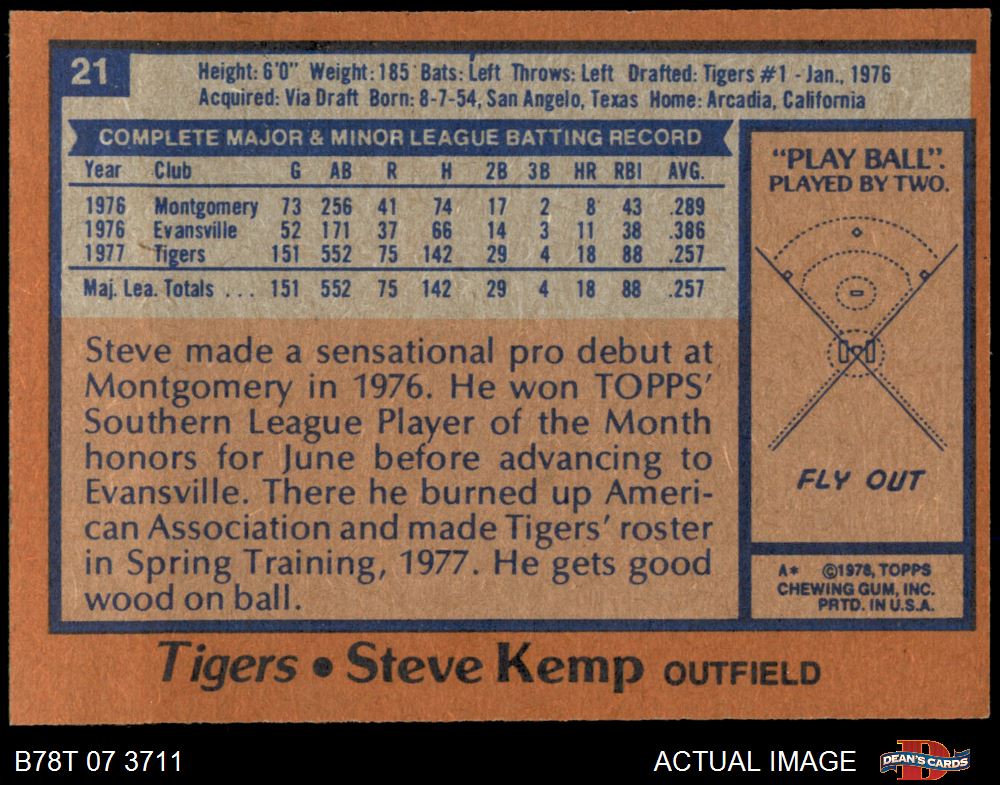 21
Height: 6'0" Weight: 185 Bats: Left Throws: Left Drafted: Tigers #1 - Jan., 1976
Acquired: Via Draft Born: 8-7-54, San Angelo, Texas Home: Arcadia, California
COMPLETE MAJOR & MINOR LEAGUE BATTING RECORD
Year Club G AB R H 2B 3B HR RBI AVG.
1976 Montgomery 73 256 41 74 17 2 8 43 .289
1976 Evansville 52 171 37 66 14 3 11 38 .386
1977 Tigers 151 552 75 142 29 4 18 88 .257
Maj. Lea. Totals . . . 151 552 75 142 29 4 18 88 .257
Steve made a sensational pro debut at
Montgomery in 1976. He won TOPPS'
Southern League Player of the Month
honors for June before advancing to
Evansville. There he burned up Ameri-
can Association and made Tigers' roster
in Spring Training, 1977. He gets good
wood on ball.
"PLAY BALL".
PLAYED BY TWO.
FLY OUT
A* ©1978, TOPPS
CHEWING GUM, INC.
PRTD. IN U.S.A.
Tigers • Steve Kemp OUTFIELD
B78T 07 3711 ACTUAL IMAGE DEAN'S CARDS